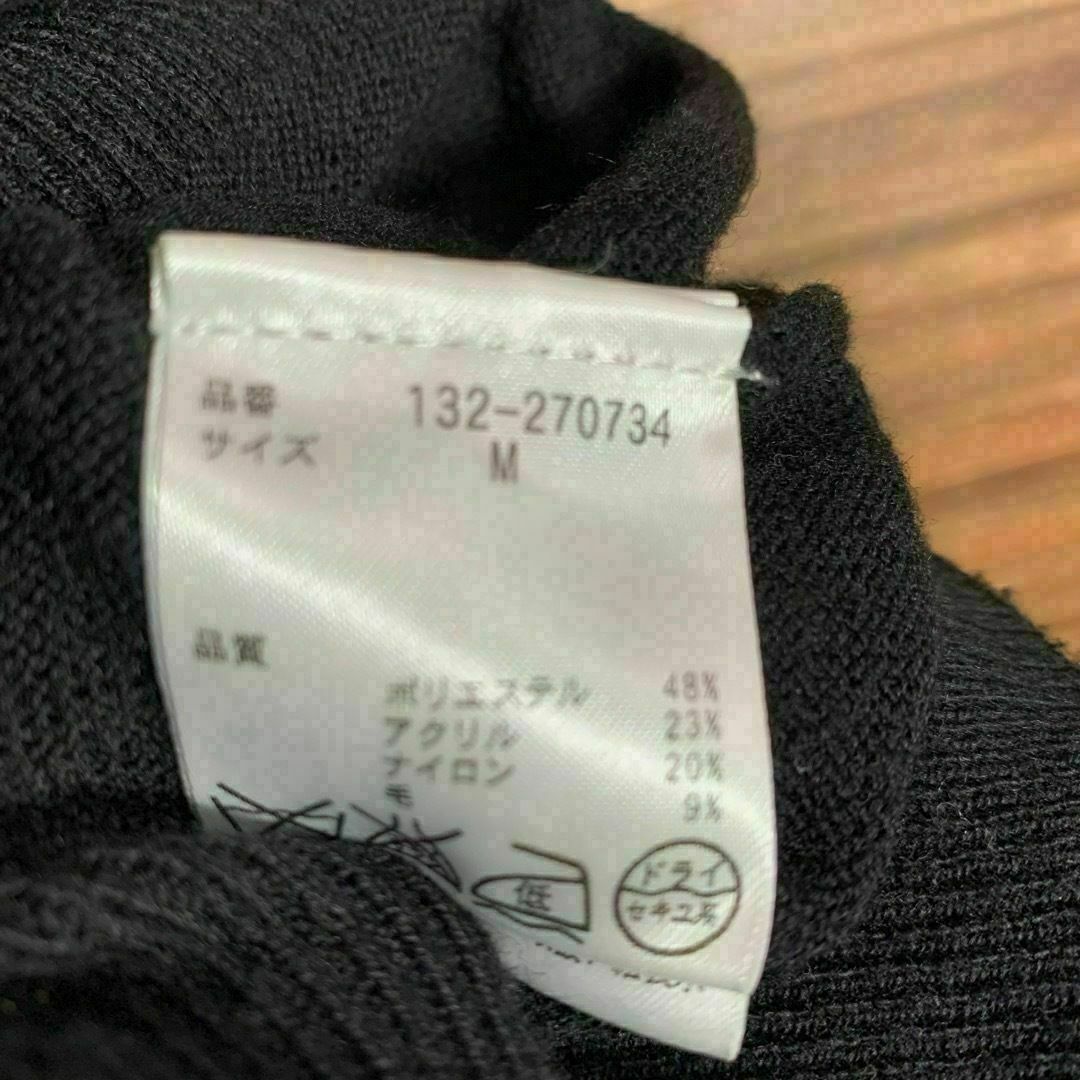 品番 132-270734
サイズ M
品質
ポリエステル 48%
アクリル 23%
ナイロン 20%
毛 9%
低
ドライ
セキユ系